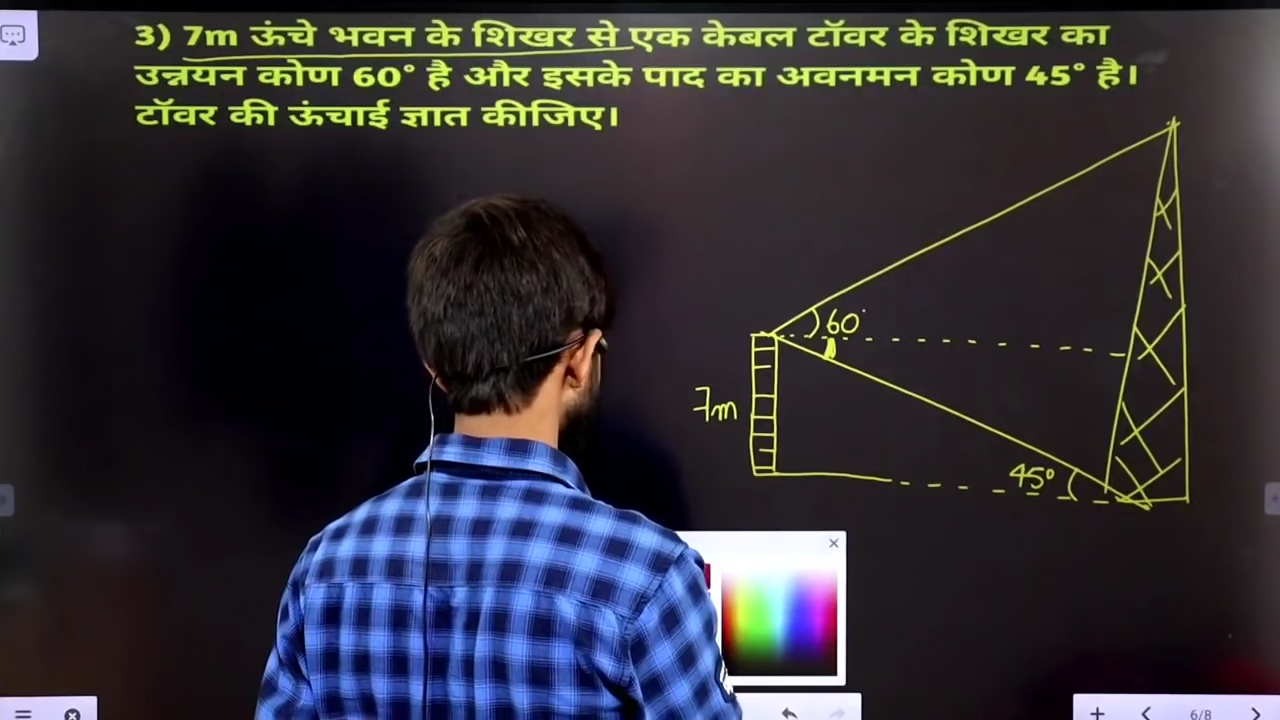 3) 7m ऊंचे भवन के शिखर से एक केबल टॉवर के शिखर का
उन्नयन कोण 60° है और इसके पाद का अवनमन कोण 45° है।
टॉवर की ऊंचाई ज्ञात कीजिए।
60°
7m
45°
6/8